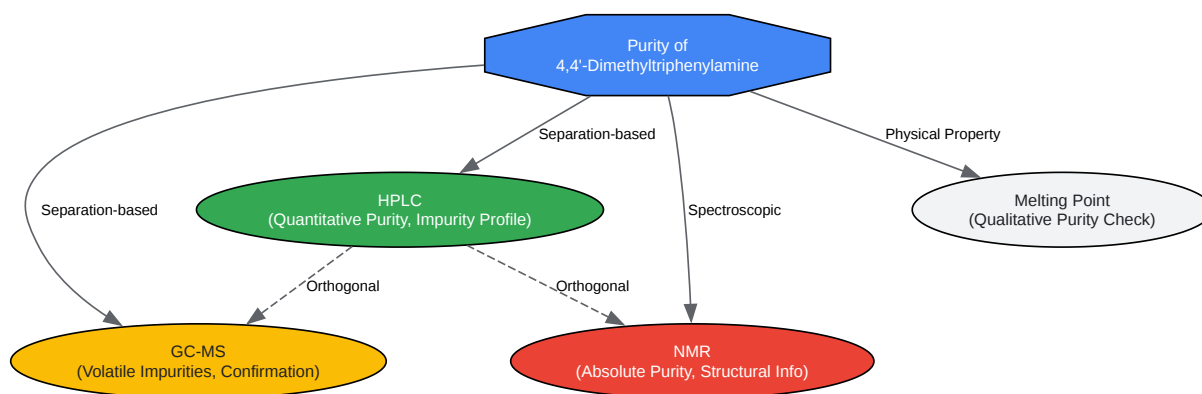 Purity of
4,4'-Dimethyltriphenylamine
Separation-based
Physical Property
HPLC
(Quantitative Purity, Impurity Profile)
Melting Point
(Qualitative Purity Check)
Separation-based
Spectroscopic
Orthogonal
Orthogonal
GC-MS
(Volatile Impurities, Confirmation)
NMR
(Absolute Purity, Structural Info)